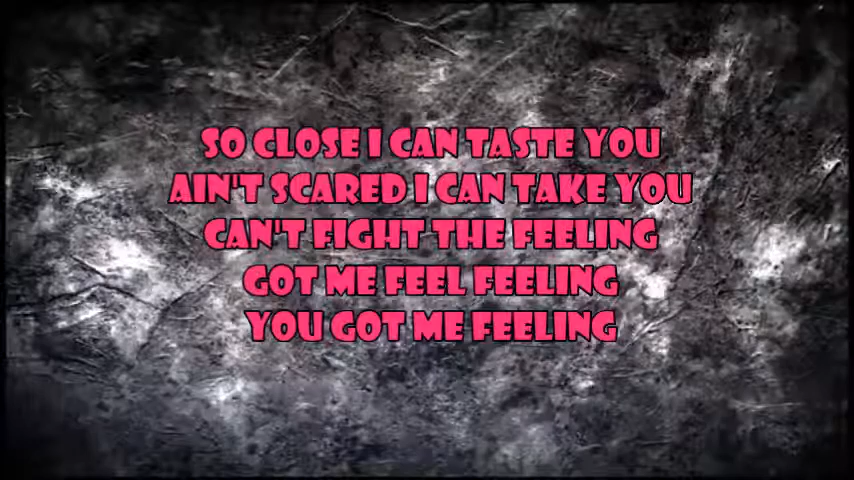 SO CLOSE I CAN TASTE YOU
AIN'T SCARED I CAN TAKE YOU
CAN'T FIGHT THE FEELING
GOT ME FEEL FEELING
YOU GOT ME FEELING